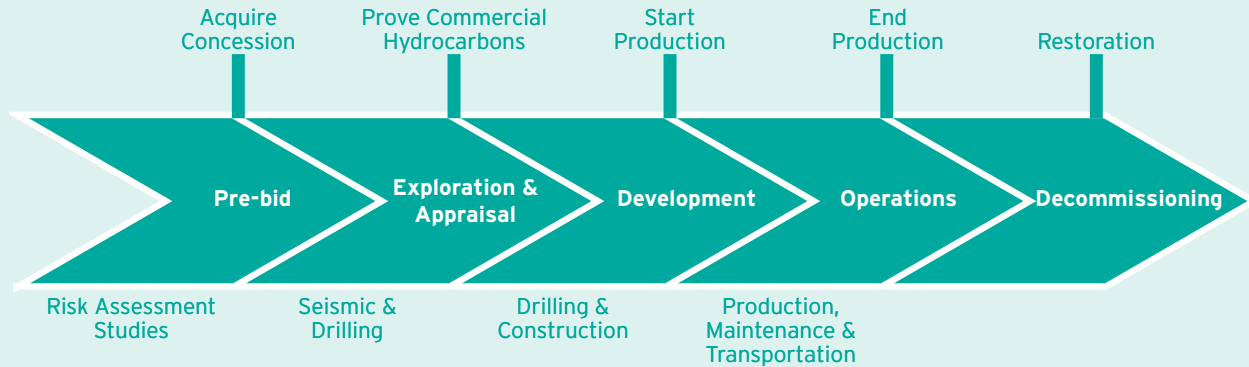 Acquire
Concession
Prove Commercial
Hydrocarbons
Start
Production
End
Production
Restoration
Pre-bid
Exploration &
Appraisal
Development
Operations
Decommissioning
Risk Assessment
Studies
Seismic &
Drilling
Drilling &
Construction
Production,
Maintenance &
Transportation